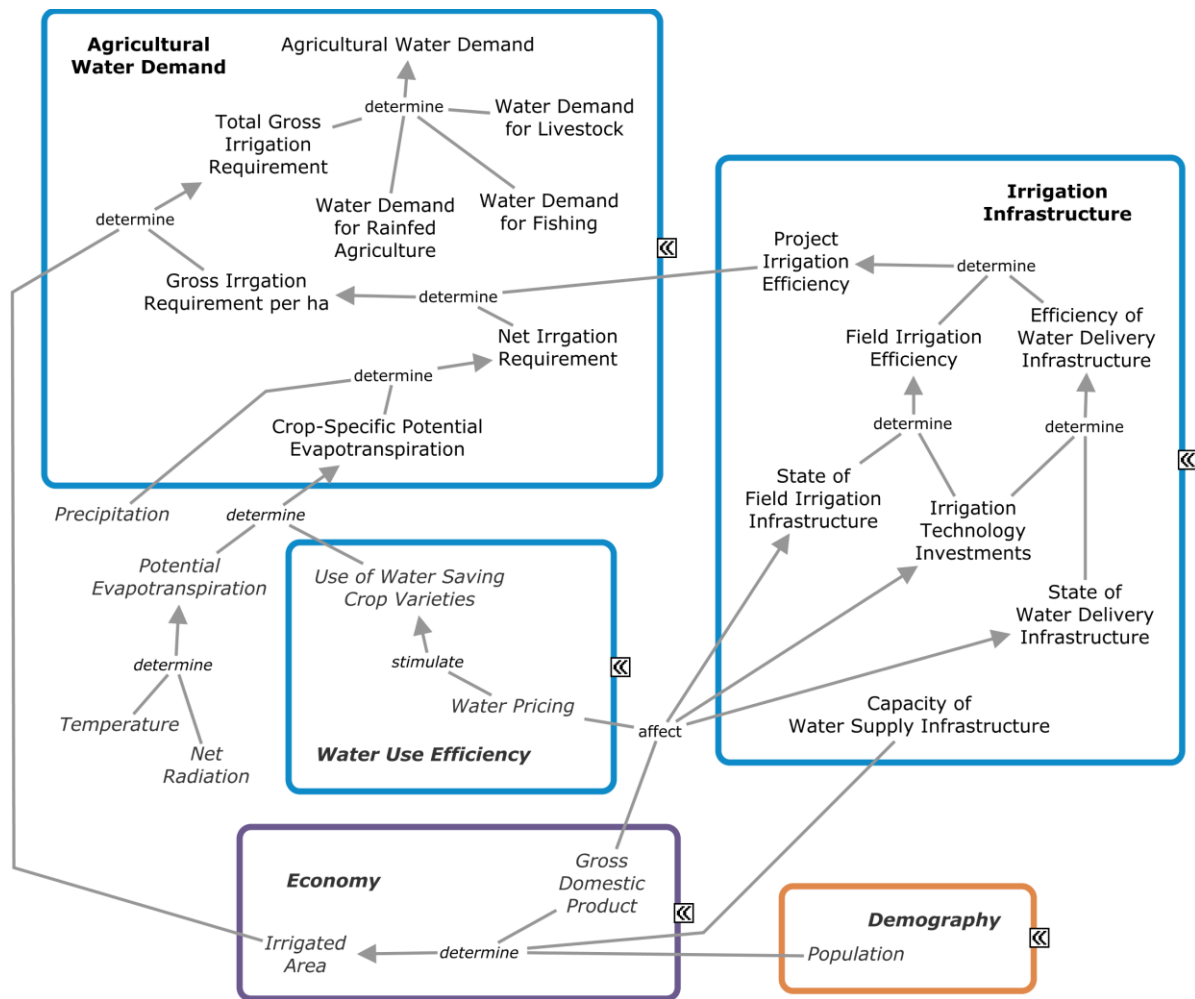 Agricultural
Water Demand
Agricultural Water Demand
determine
Total Gross
Irrigation
Requirement
Water Demand
for Livestock
Water Demand
for Rainfed
Agriculture
Water Demand
for Fishing
determine
Gross Irrgation
Requirement per ha
determine
Net Irrgation
Requirement
determine
Crop-Specific Potential
Evapotranspiration
Irrigation
Infrastructure
Project
Irrigation
Efficiency
determine
Field Irrigation
Efficiency
Efficiency of
Water Delivery
Infrastructure
determine
determine
State of
Field Irrigation
Infrastructure
Irrigation
Technology
Investments
State of
Water Delivery
Infrastructure
Capacity of
Water Supply Infrastructure
Precipitation
determine
Potential
Evapotranspiration
determine
Temperature
Net
Radiation
Use of Water Saving
Crop Varieties
stimulate
Water Pricing
Water Use Efficiency
affect
Economy
Gross
Domestic
Product
Irrigated
Area
determine
Demography
Population